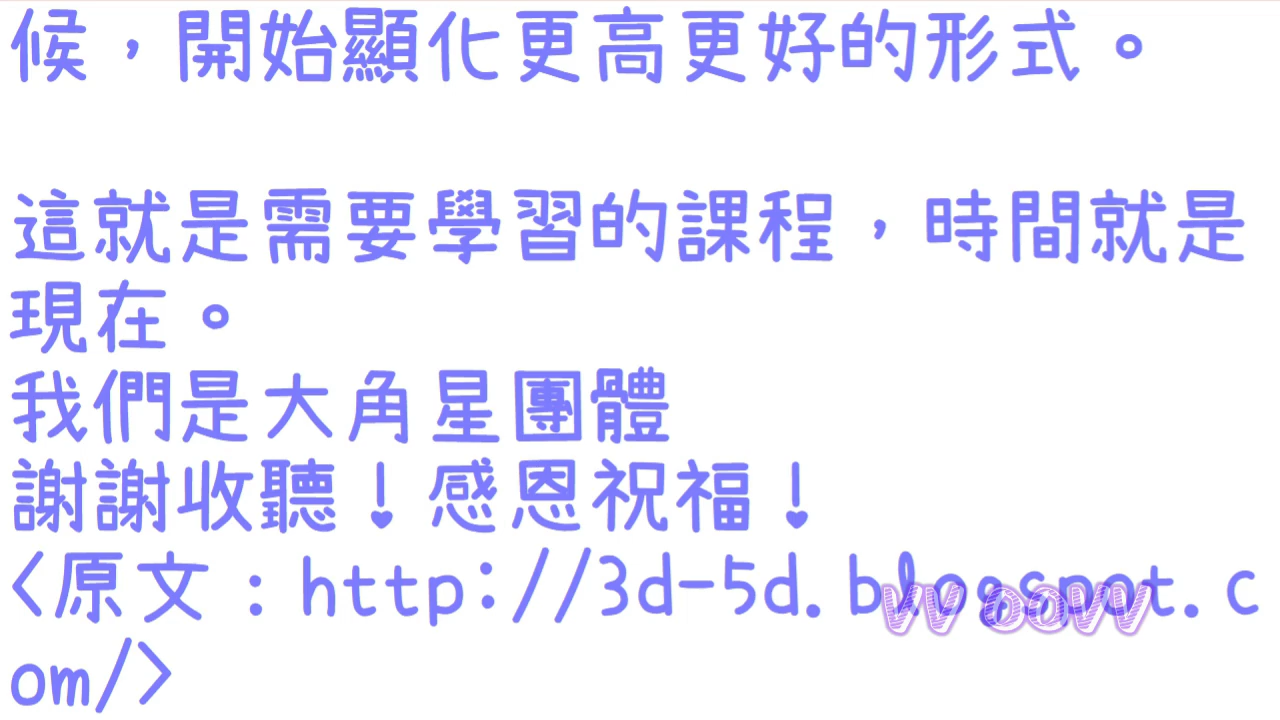 候，開始顯化更高更好的形式。
這就是需要學習的課程，時間就是
現在。
我們是大角星團體
謝謝收聽！感恩祝福！
<原文：http://3d-5d.blogspot.c
om/>
VV OOVV